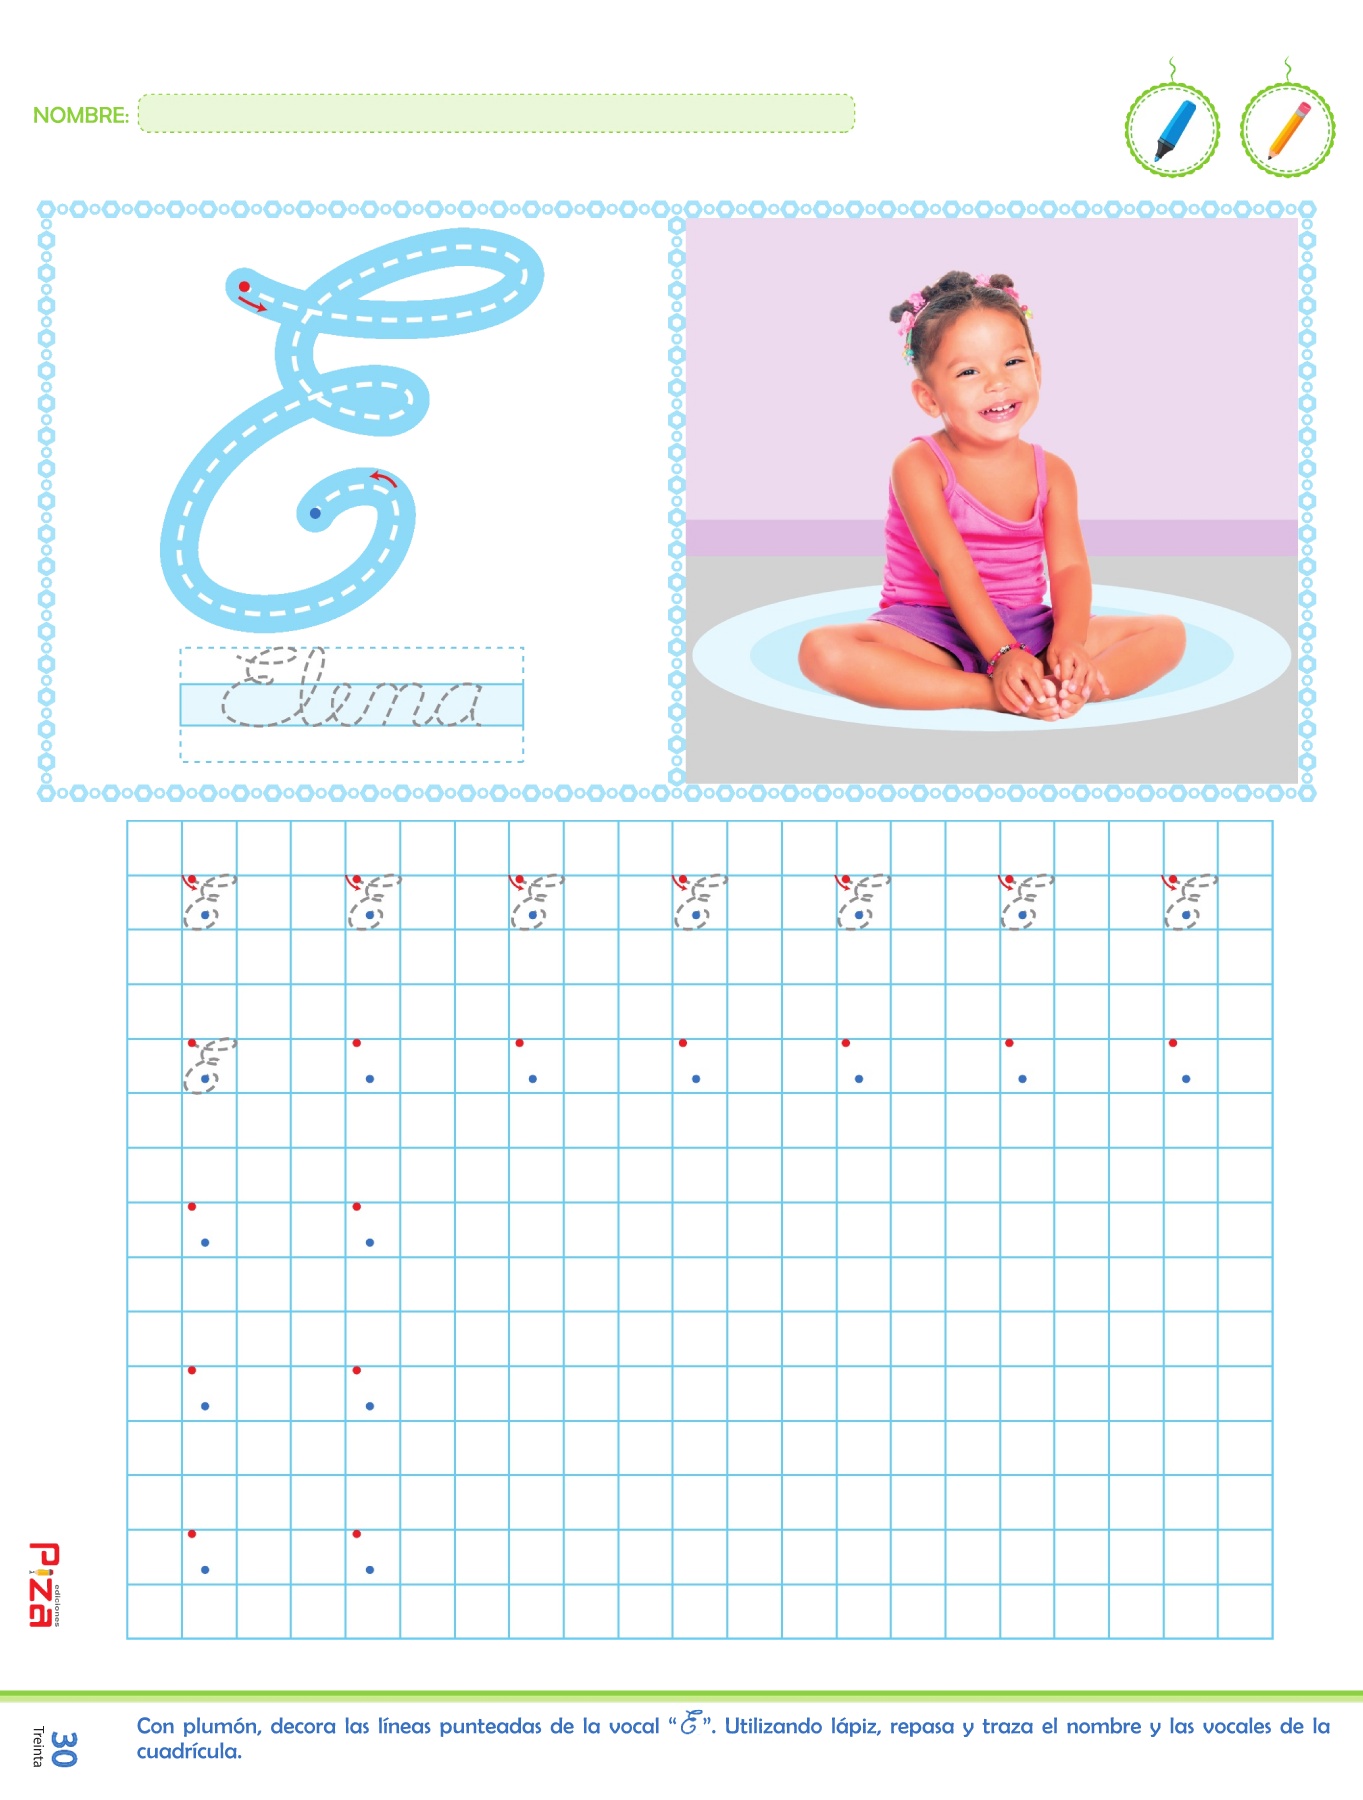 NOMBRE:
Elena
E E E E E E E
E
Piza
ediciones
30
Treinta
Con plumón, decora las líneas punteadas de la vocal “E”. Utilizando lápiz, repasa y traza el nombre y las vocales de la
cuadrícula.